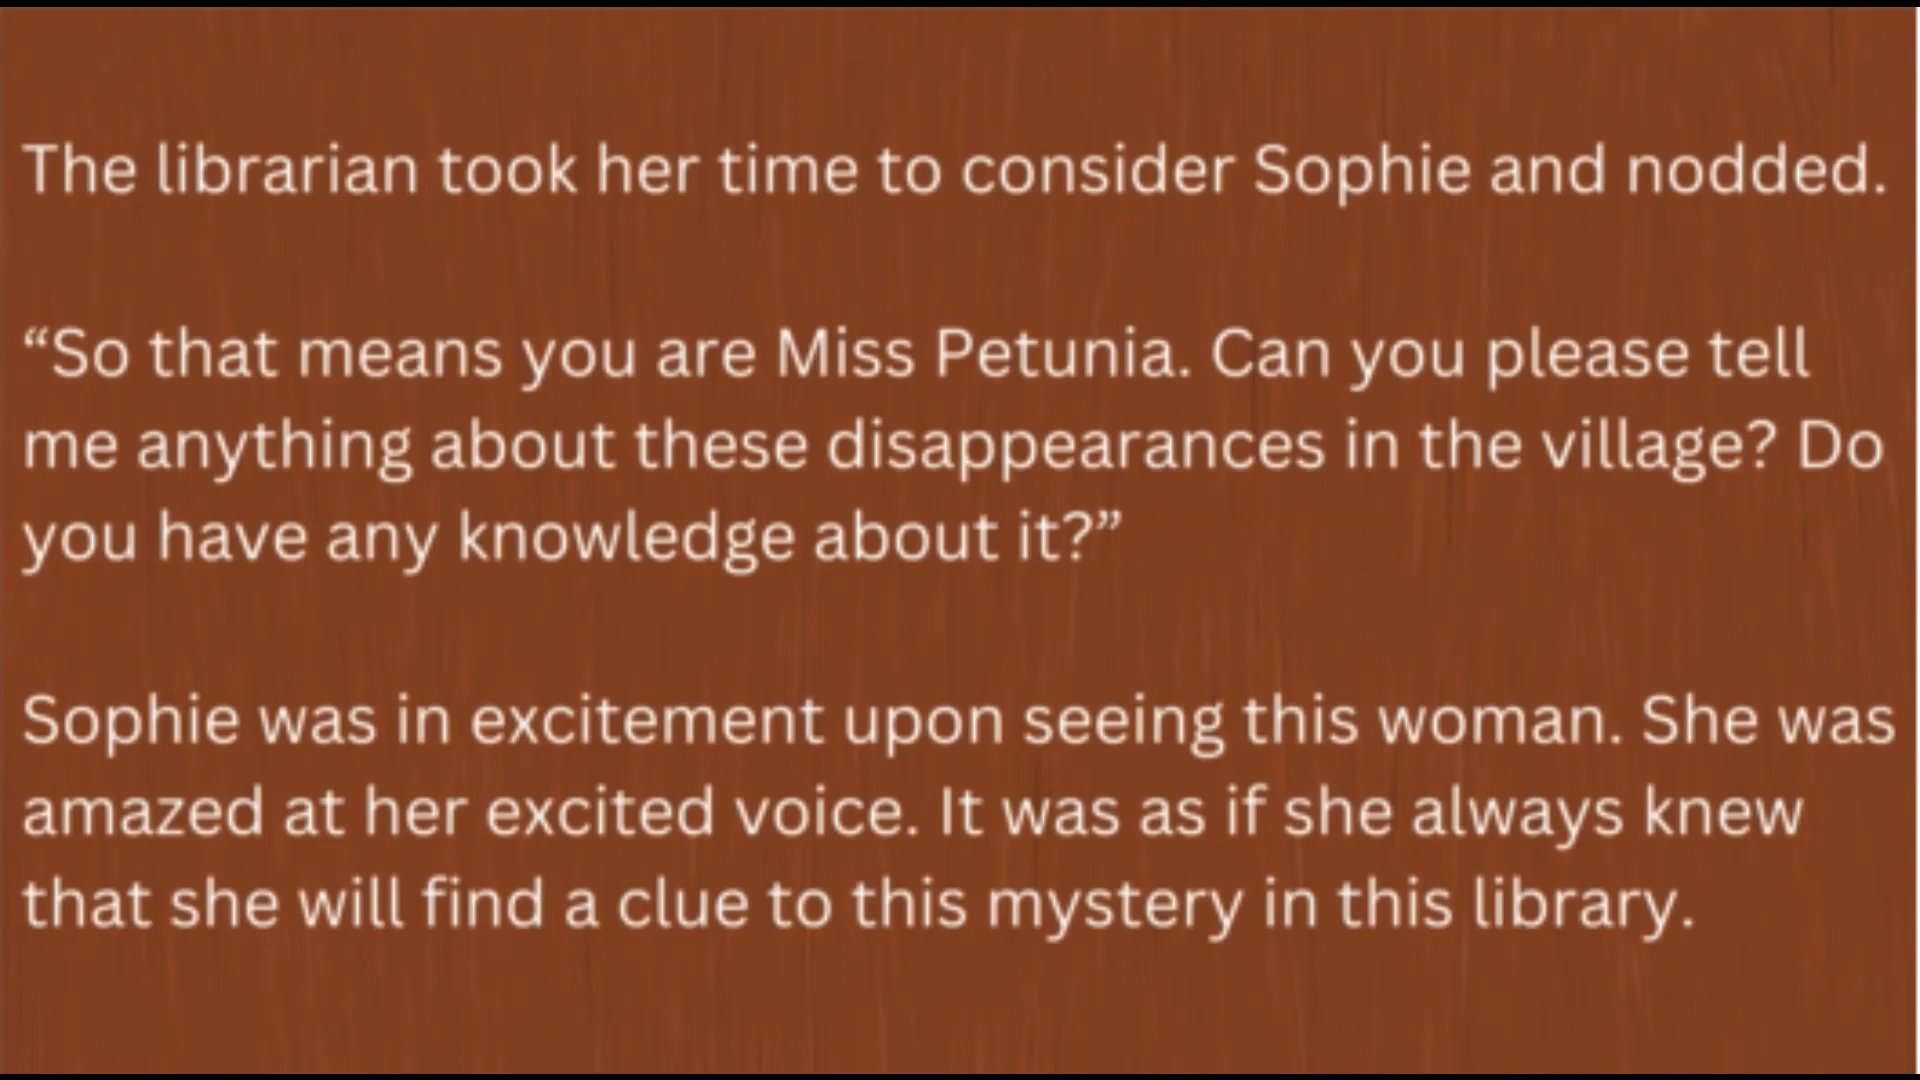 The librarian took her time to consider Sophie and nodded.
“So that means you are Miss Petunia. Can you please tell
me anything about these disappearances in the village? Do
you have any knowledge about it?”
Sophie was in excitement upon seeing this woman. She was
amazed at her excited voice. It was as if she always knew
that she will find a clue to this mystery in this library.